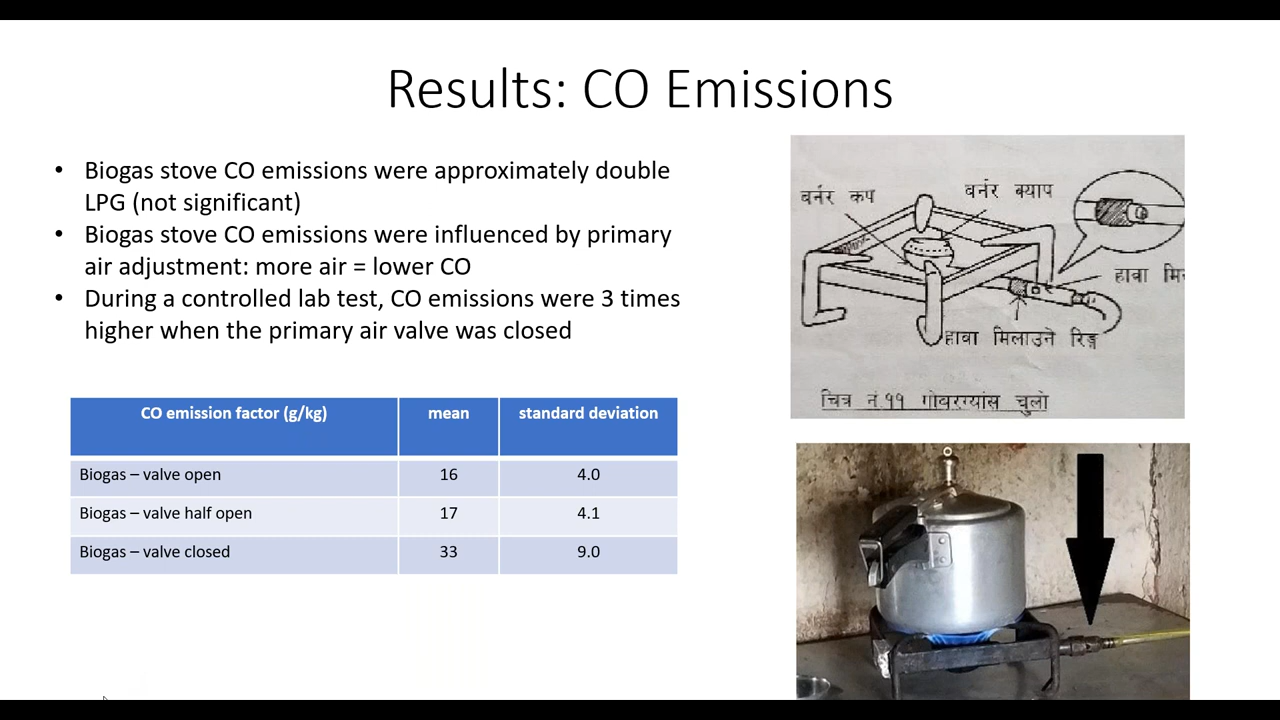 Results: CO Emissions
• Biogas stove CO emissions were approximately double
LPG (not significant)
• Biogas stove CO emissions were influenced by primary
air adjustment: more air = lower CO
• During a controlled lab test, CO emissions were 3 times
higher when the primary air valve was closed
CO emission factor (g/kg) mean standard deviation
Biogas – valve open 16 4.0
Biogas – valve half open 17 4.1
Biogas – valve closed 33 9.0
बर्नर कप
बर्नर क्याप
हावा
हावा मिलाउने रिङ्ग
चित्र नं ११ गोबरग्यांस चुलो